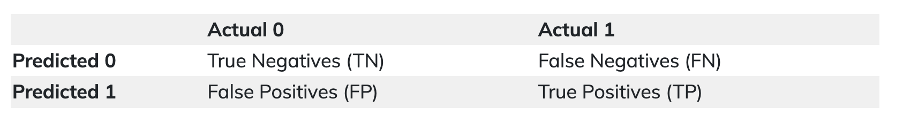 Actual 0 Actual 1
Predicted 0 True Negatives (TN) False Negatives (FN)
Predicted 1 False Positives (FP) True Positives (TP)